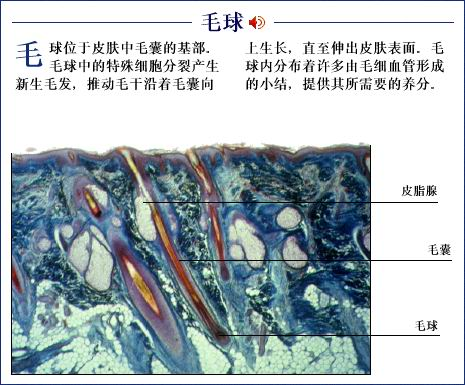 毛球
毛球位于皮肤中毛囊的基部.
毛球中的特殊细胞分裂产生
新生毛发，推动毛干沿着毛囊向
上生长，直至伸出皮肤表面．毛
球内分布着许多由毛细血管形成
的小结，提供其所需要的养分．
皮脂腺
毛囊
毛球